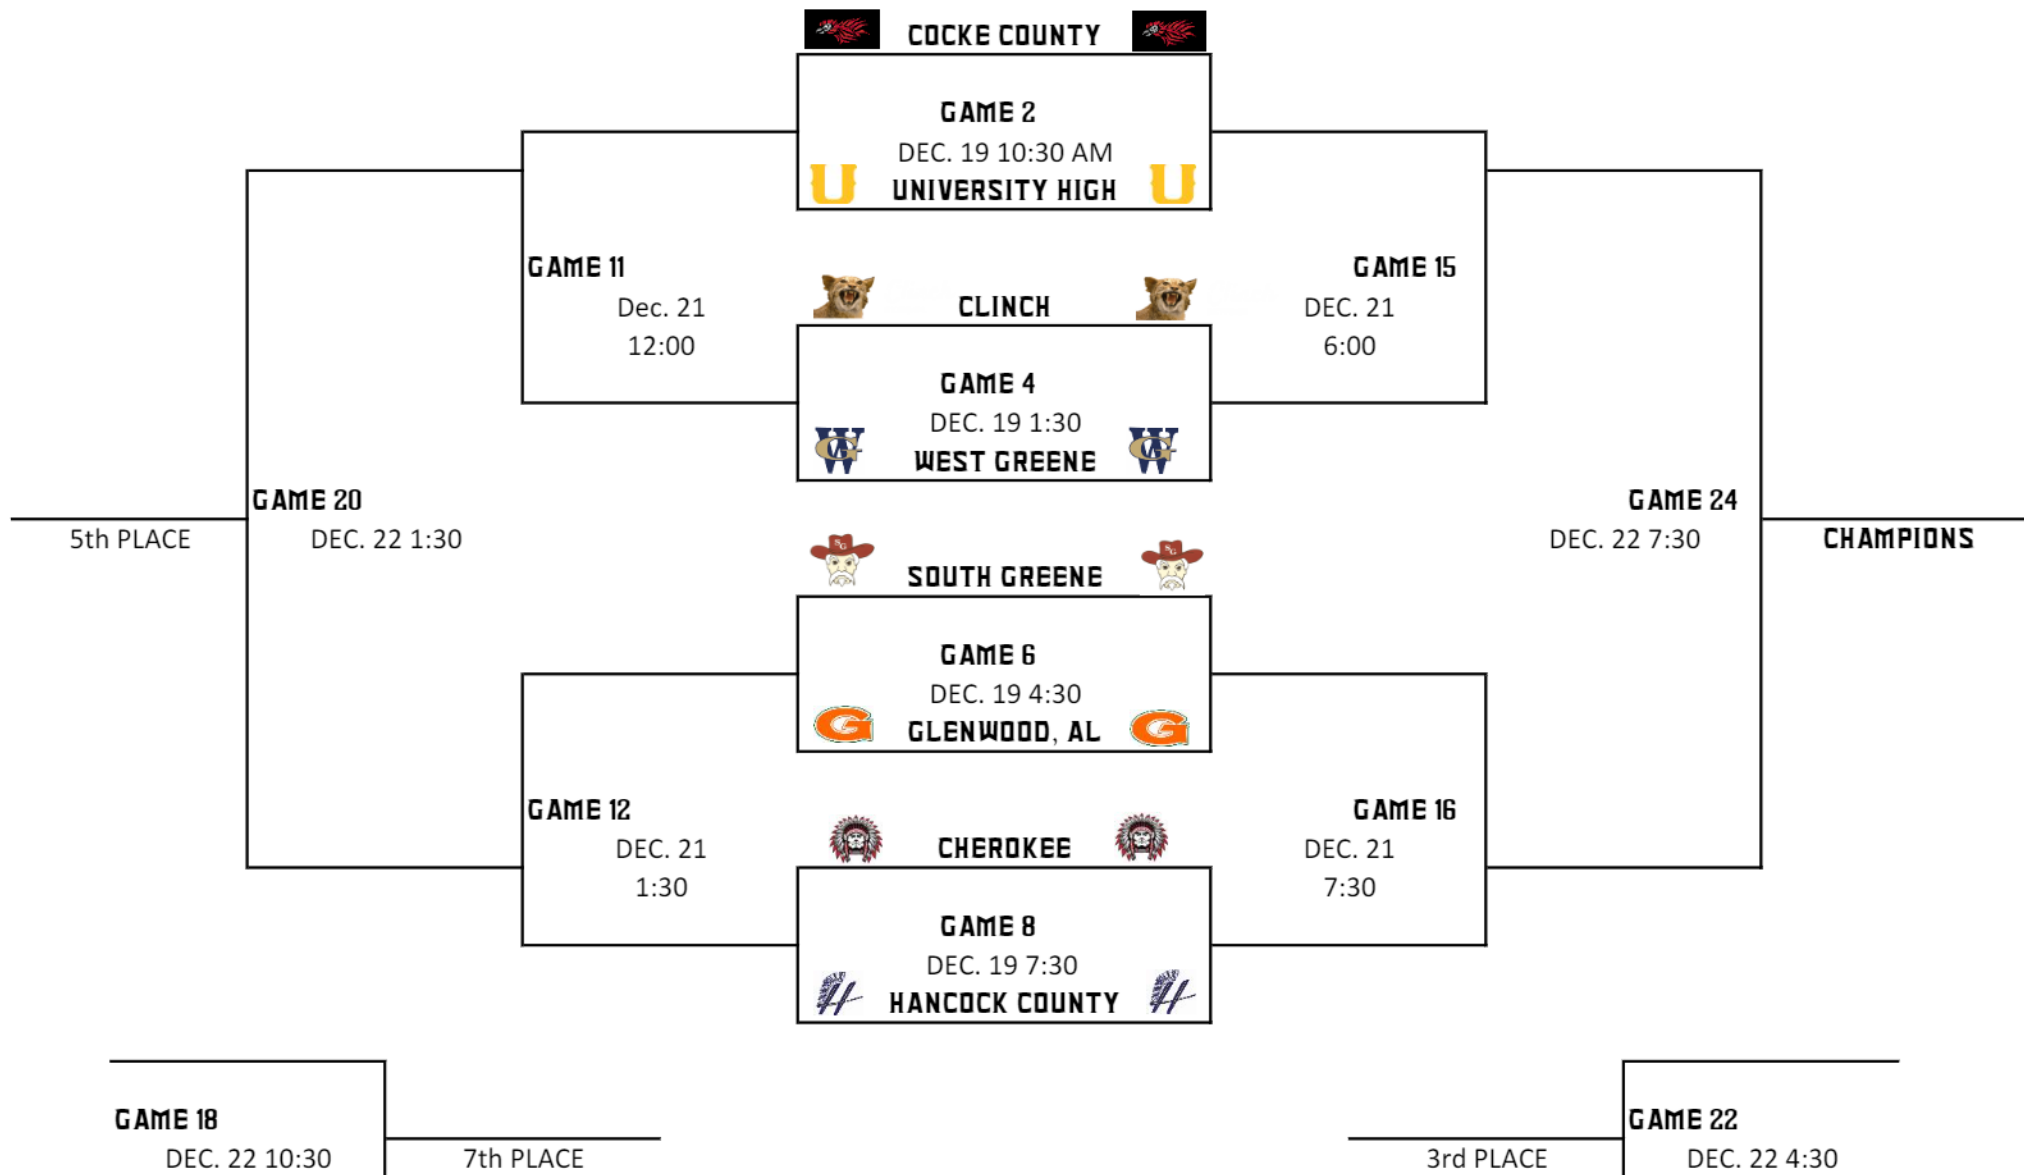 COCKE COUNTY
GAME 2
DEC. 19 10:30 AM
U UNIVERSITY HIGH U
GAME 11
Dec. 21
12:00
CLINCH
GAME 15
DEC. 21
6:00
GAME 4
DEC. 19 1:30
WG WEST GREENE WG
GAME 20
DEC. 22 1:30
5th PLACE
GAME 24
DEC. 22 7:30
CHAMPIONS
SG SOUTH GREENE SG
GAME 6
DEC. 19 4:30
G GLENWOOD, AL G
GAME 12
DEC. 21
1:30
CHEROKEE
GAME 16
DEC. 21
7:30
GAME 8
DEC. 19 7:30
H HANCOCK COUNTY H
GAME 18
DEC. 22 10:30
7th PLACE
3rd PLACE
GAME 22
DEC. 22 4:30